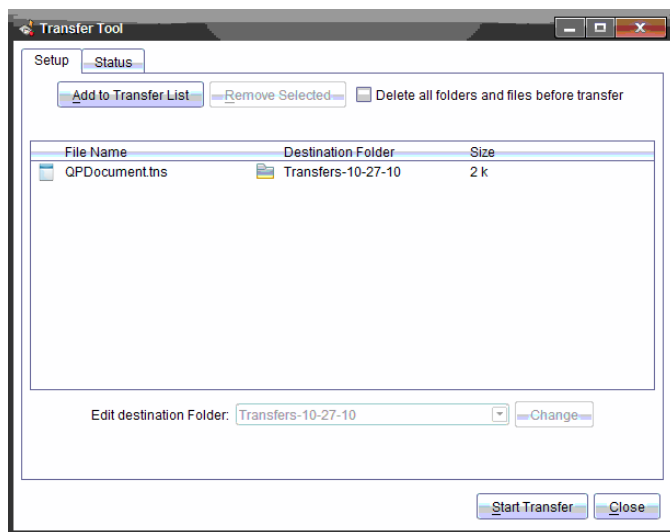 Transfer Tool
Setup Status
Add to Transfer List Remove Selected Delete all folders and files before transfer
File Name Destination Folder Size
QPDocument.tns Transfers-10-27-10 2 k
Edit destination Folder: Transfers-10-27-10 Change
Start Transfer Close